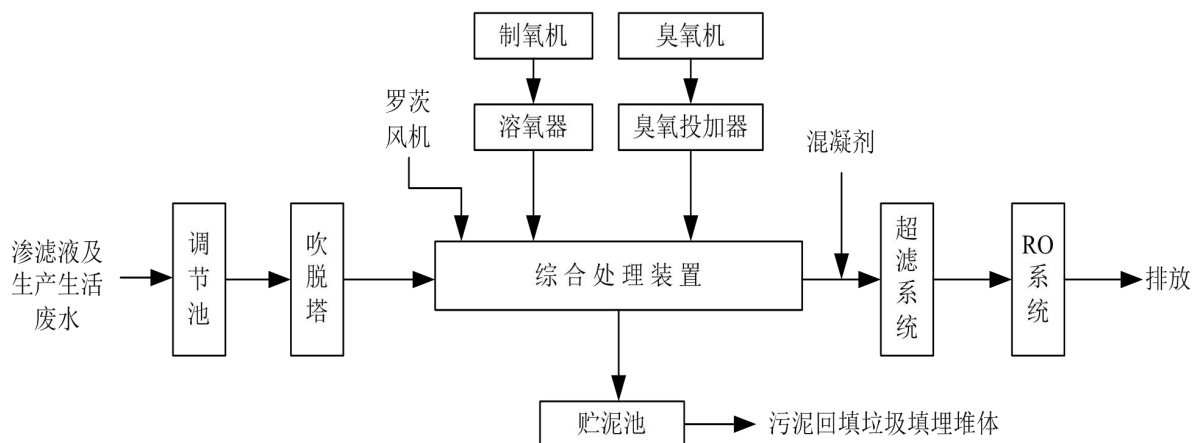 制氧机
臭氧机
罗茨
风机
溶氧器
臭氧投加器
混凝剂
渗滤液及
生产生活
废水
调节池
吹脱塔
综合处理装置
超滤系统
RO
系统
排放
贮泥池
污泥回填垃圾填埋堆体